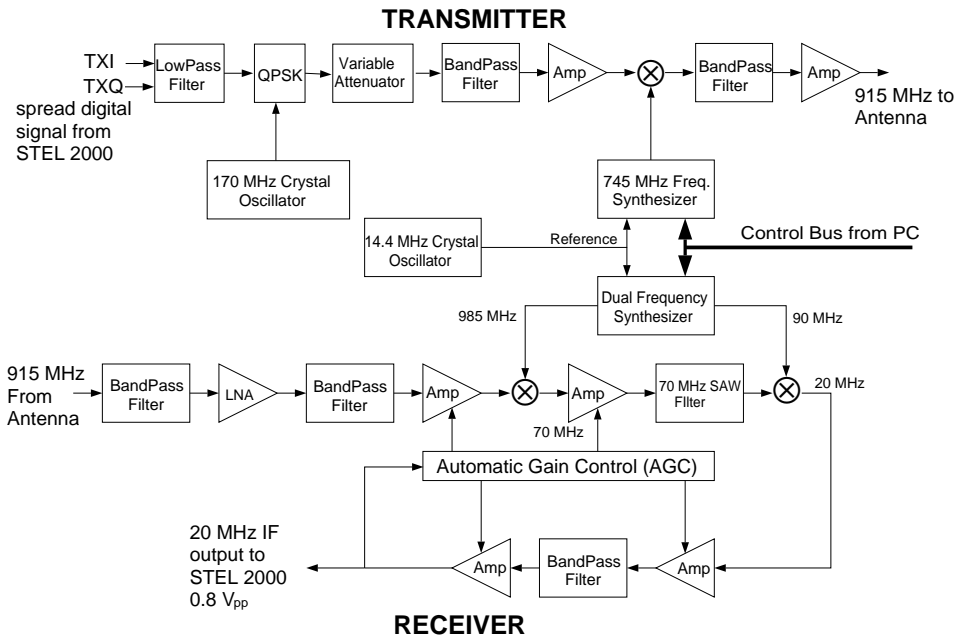 TRANSMITTER
TXI
TXQ
spread digital
signal from
STEL 2000
LowPass
Filter
QPSK
Variable
Attenuator
BandPass
Filter
Amp
BandPass
Filter
Amp
915 MHz to
Antenna
170 MHz Crystal
Oscillator
745 MHz Freq.
Synthesizer
14.4 MHz Crystal
Oscillator
Reference
Control Bus from PC
Dual Frequency
Synthesizer
985 MHz
90 MHz
915 MHz
From
Antenna
BandPass
Filter
LNA
BandPass
Filter
Amp
Amp
70 MHz
70 MHz SAW
FIlter
20 MHz
Automatic Gain Control (AGC)
20 MHz IF
output to
STEL 2000
0.8 Vpp
Amp
BandPass
Filter
Amp
RECEIVER